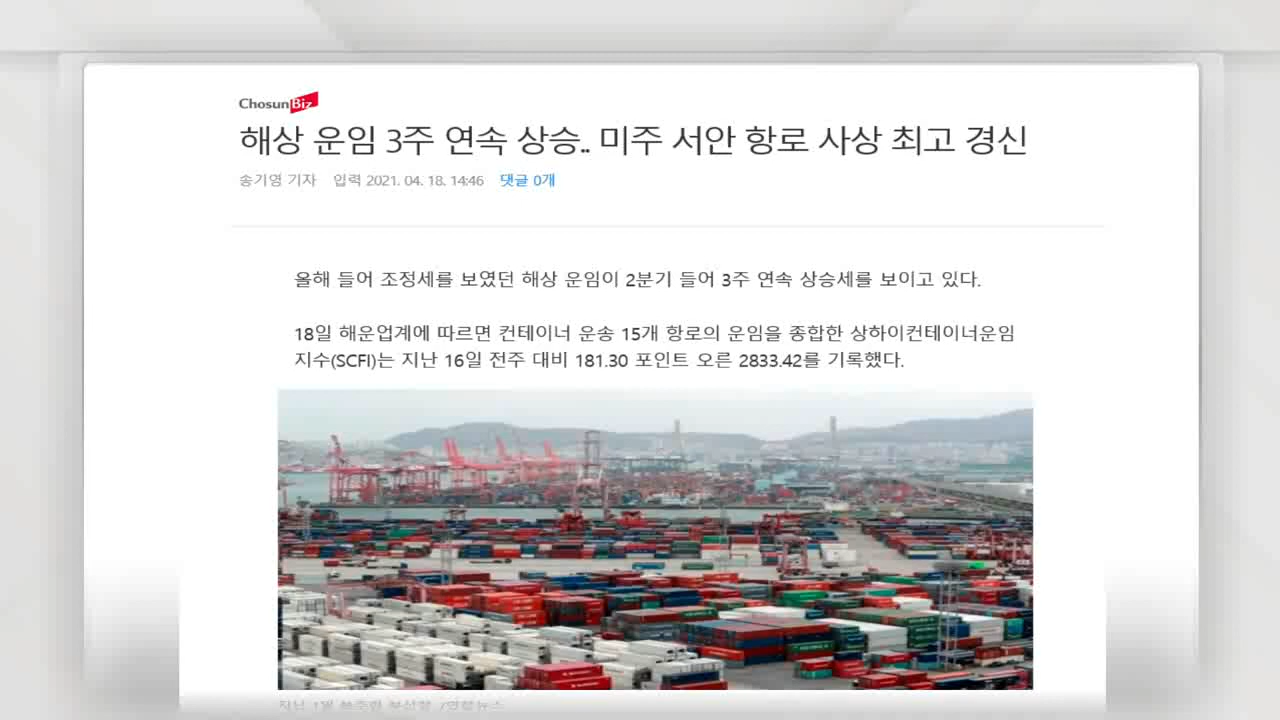 ChosunBiz
해상 운임 3주 연속 상승.. 미주 서안 항로 사상 최고 경신
송기영 기자 입력 2021. 04. 18. 14:46 댓글 0개
올해 들어 조정세를 보였던 해상 운임이 2분기 들어 3주 연속 상승세를 보이고 있다.
18일 해운업계에 따르면 컨테이너 운송 15개 항로의 운임을 종합한 상하이컨테이너운임
지수(SCFI)는 지난 16일 전주 대비 181.30 포인트 오른 2833.42를 기록했다.